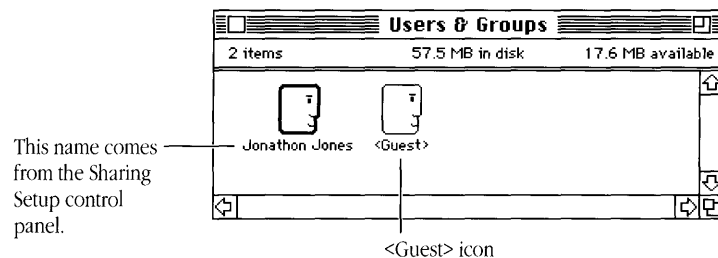 Users & Groups
2 items 57.5 MB in disk 17.6 MB available
Jonathon Jones <Guest>
This name comes
from the Sharing
Setup control
panel.
<Guest> icon